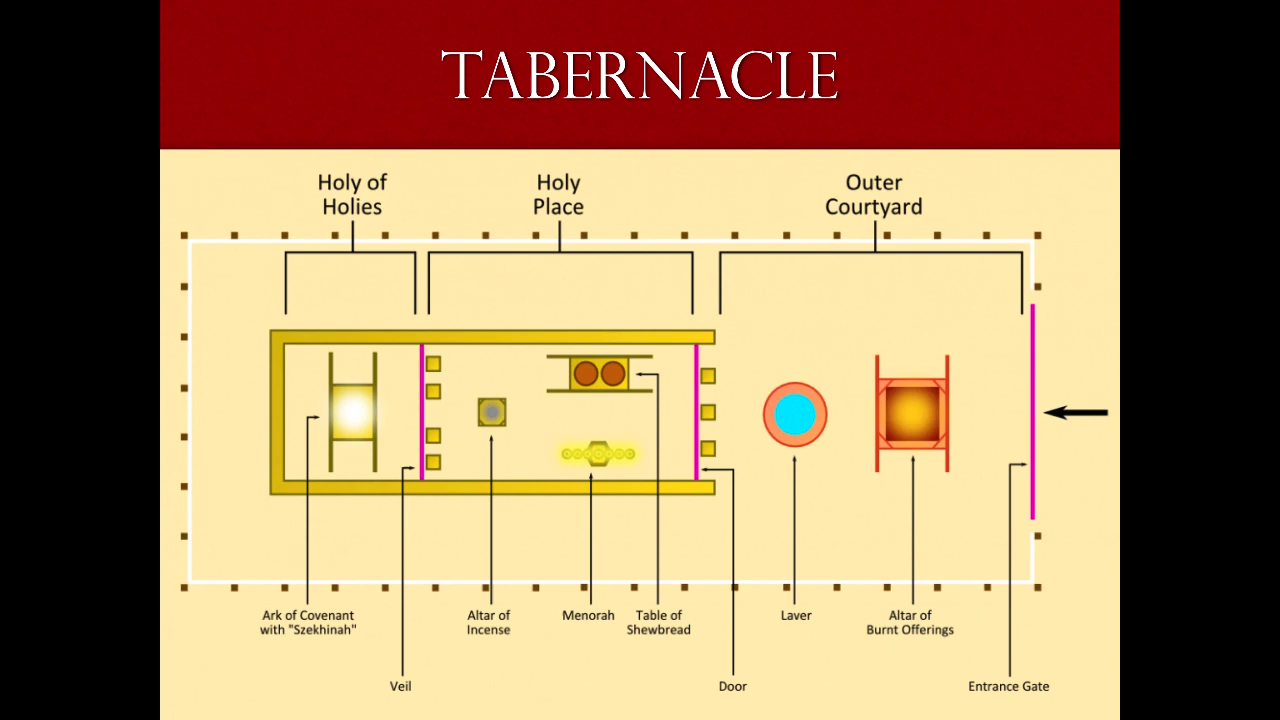 TABERNACLE
Holy of
Holies
Holy
Place
Outer
Courtyard
Ark of Covenant
with "Szekhinah"
Altar of
Incense
Menorah
Table of
Shewbread
Laver
Altar of
Burnt Offerings
Veil
Door
Entrance Gate